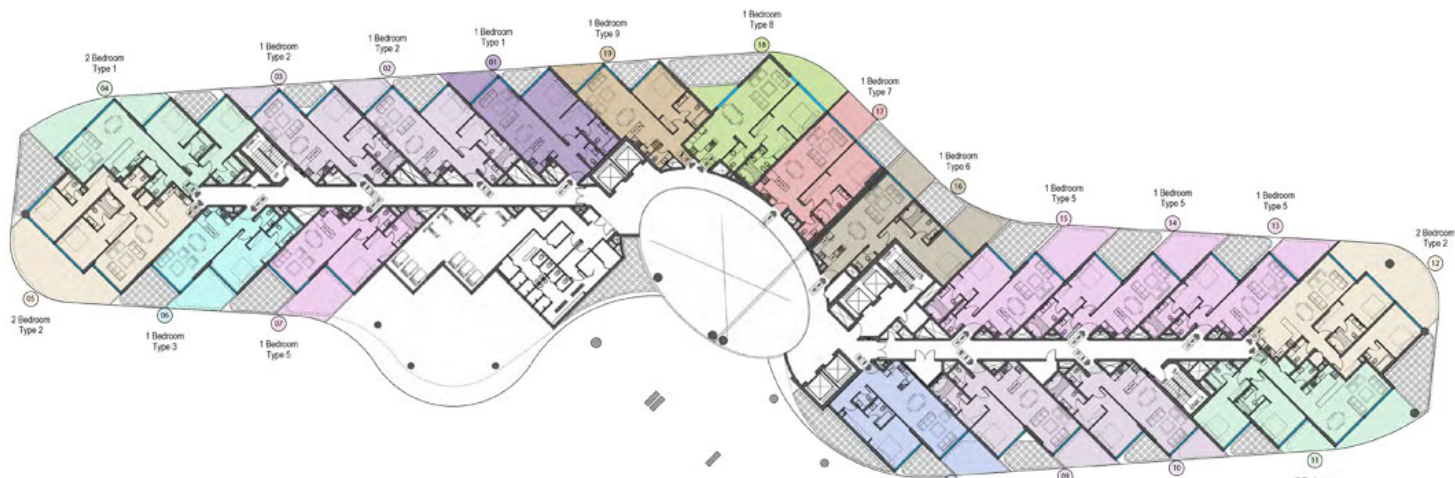 1 Bedroom
Type 8
18
1 Bedroom
Type 9
19
1 Bedroom
Type 1
01
1 Bedroom
Type 2
02
1 Bedroom
Type 2
03
2 Bedroom
Type 1
04
1 Bedroom
Type 7
17
1 Bedroom
Type 6
16
1 Bedroom
Type 5
15
1 Bedroom
Type 5
14
1 Bedroom
Type 5
13
2 Bedroom
Type 2
12
05
2 Bedroom
Type 2
06
1 Bedroom
Type 3
07
1 Bedroom
Type 5
09
10
11